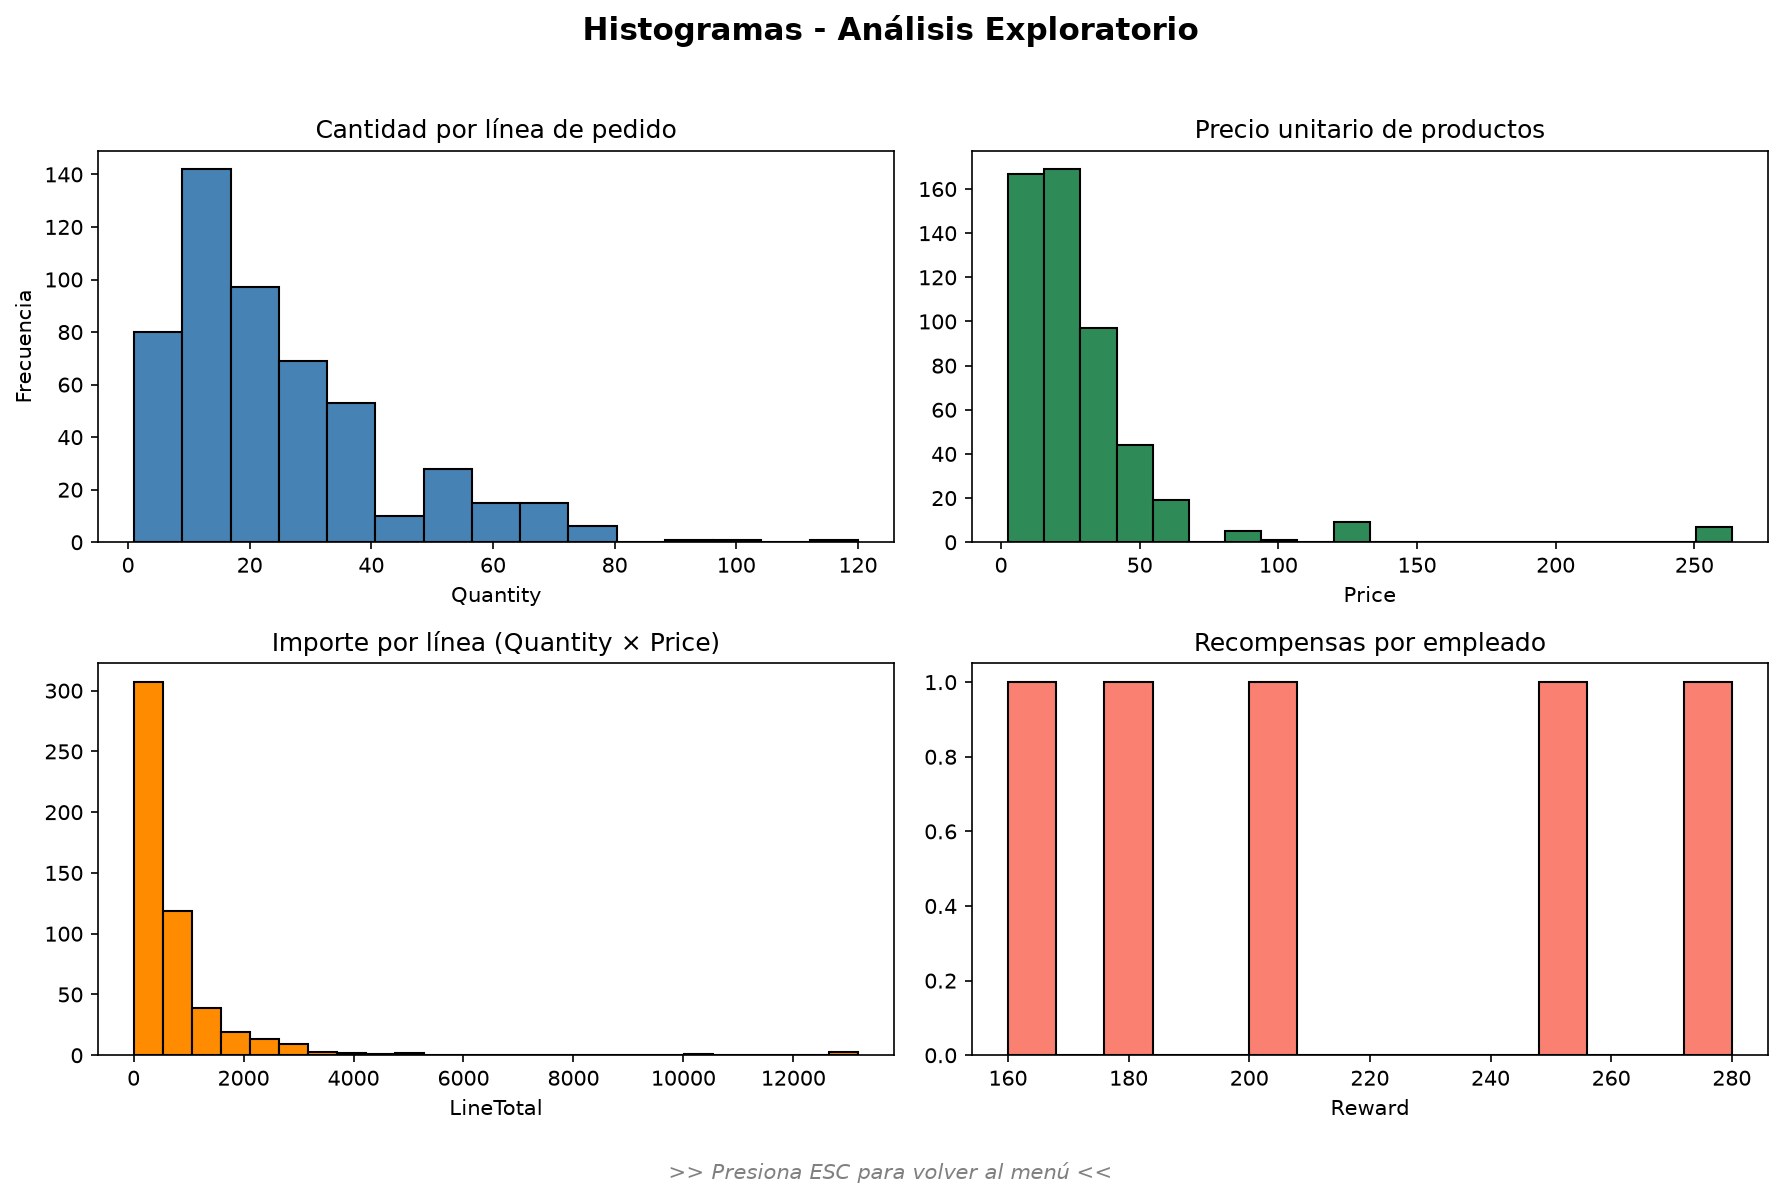 Histogramas - Análisis Exploratorio
Cantidad por línea de pedido
Frecuencia
140
120
100
80
60
40
20
0
0 20 40 60 80 100 120
Quantity
Precio unitario de productos
160
140
120
100
80
60
40
20
0
0 50 100 150 200 250
Price
Importe por línea (Quantity × Price)
300
250
200
150
100
50
0
0 2000 4000 6000 8000 10000 12000
LineTotal
Recompensas por empleado
1.0
0.8
0.6
0.4
0.2
0.0
160 180 200 220 240 260 280
Reward
>> Presiona ESC para volver al menú <<